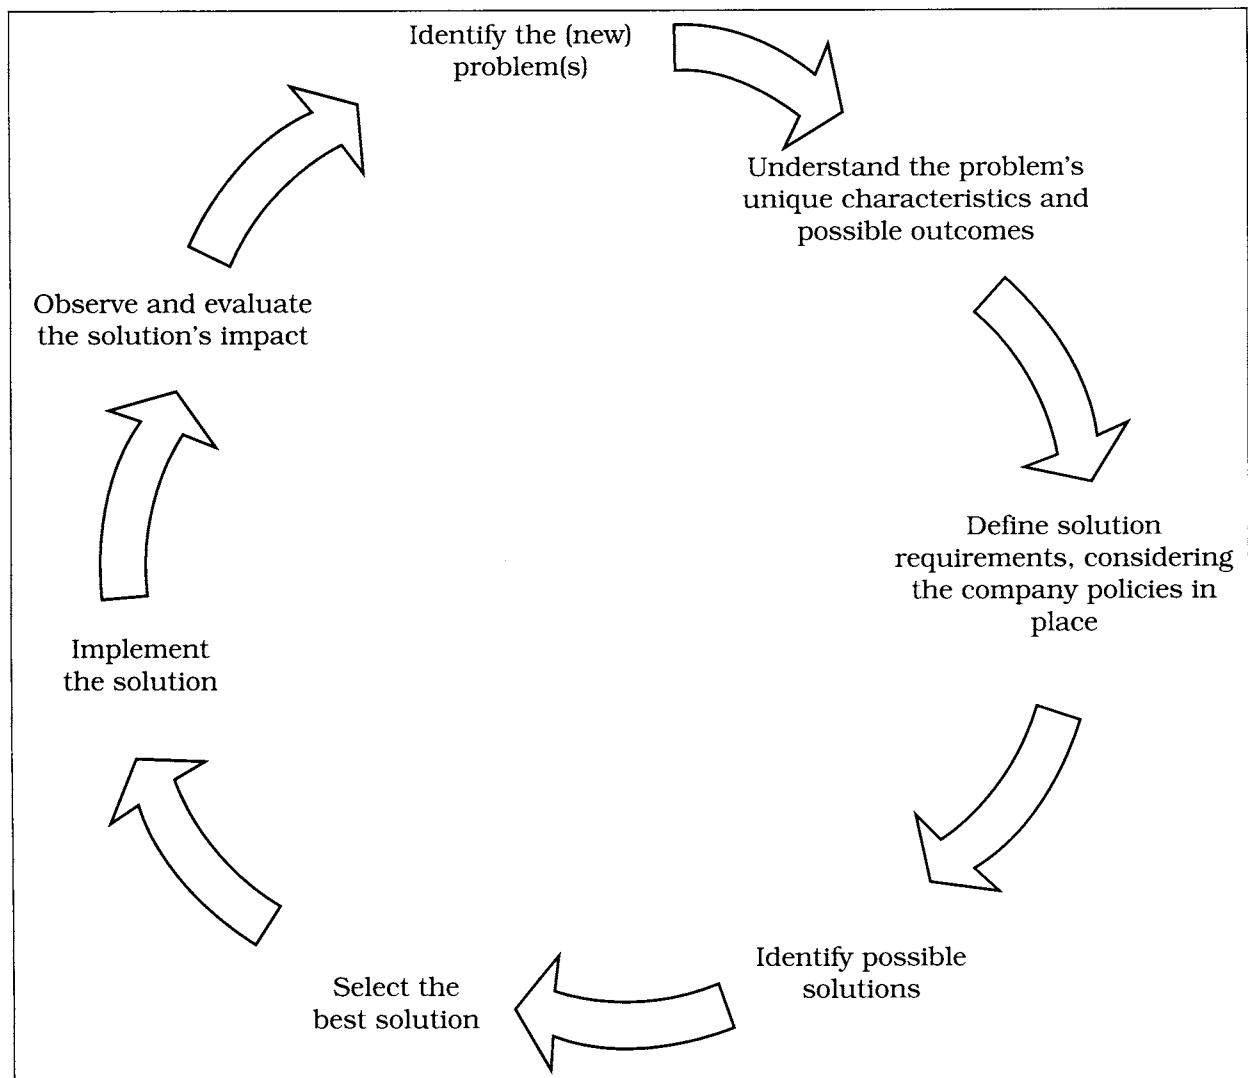 Identify the (new)
problem(s)
Understand the problem's
unique characteristics and
possible outcomes
Define solution
requirements, considering
the company policies in
place
Identify possible
solutions
Select the
best solution
Implement
the solution
Observe and evaluate
the solution's impact